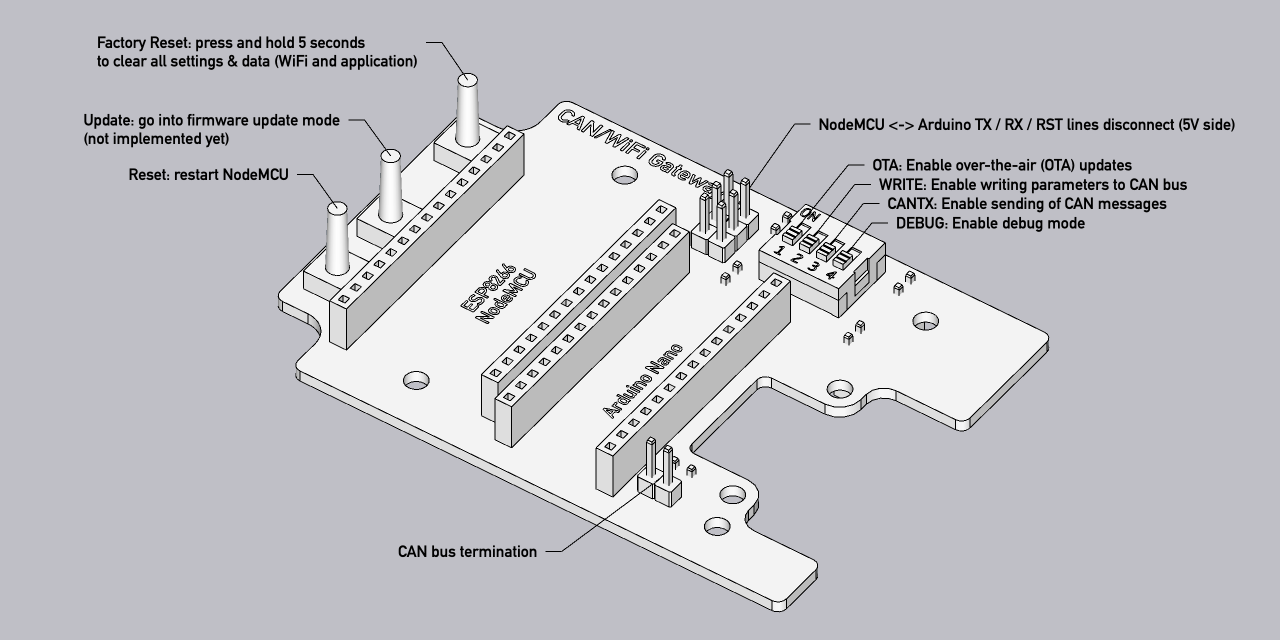 Factory Reset: press and hold 5 seconds
to clear all settings & data (WiFi and application)
Update: go into firmware update mode
(not implemented yet)
Reset: restart NodeMCU
CAN/WiFi Gatewa
NodeMCU <-> Arduino TX / RX / RST lines disconnect (5V side)
OTA: Enable over-the-air (OTA) updates
WRITE: Enable writing parameters to CAN bus
CANTX: Enable sending of CAN messages
DEBUG: Enable debug mode
ON
1 2 3 4
ESP8266
NodeMCU
Arduino Nano
CAN bus termination